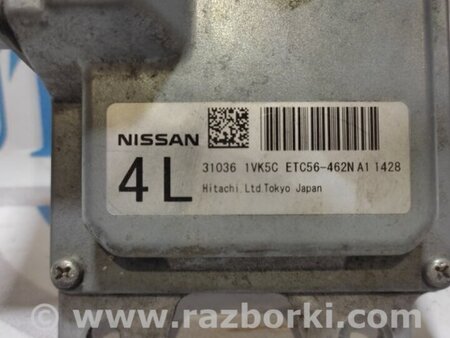 NISSAN
4L
31036 1VK5C ETC56-462N A1 1428
Hitachi.Ltd.Tokyo Japan
© www.razborki.com